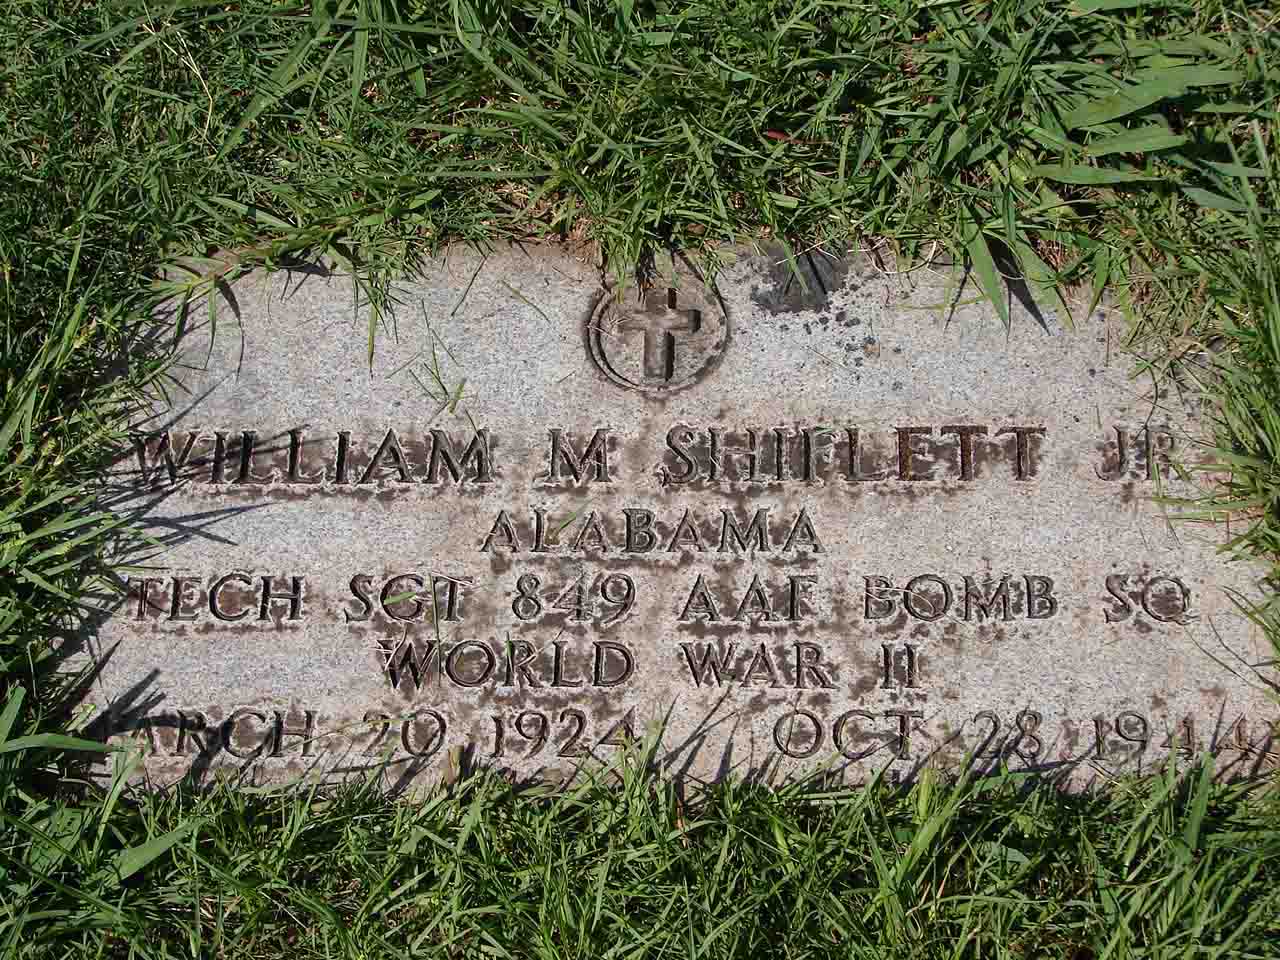 WILLIAM M SHIFLETT JR
ALABAMA
TECH SGT 849 AAF BOMB SQ
WORLD WAR II
MARCH 20 1924 OCT 28 1944